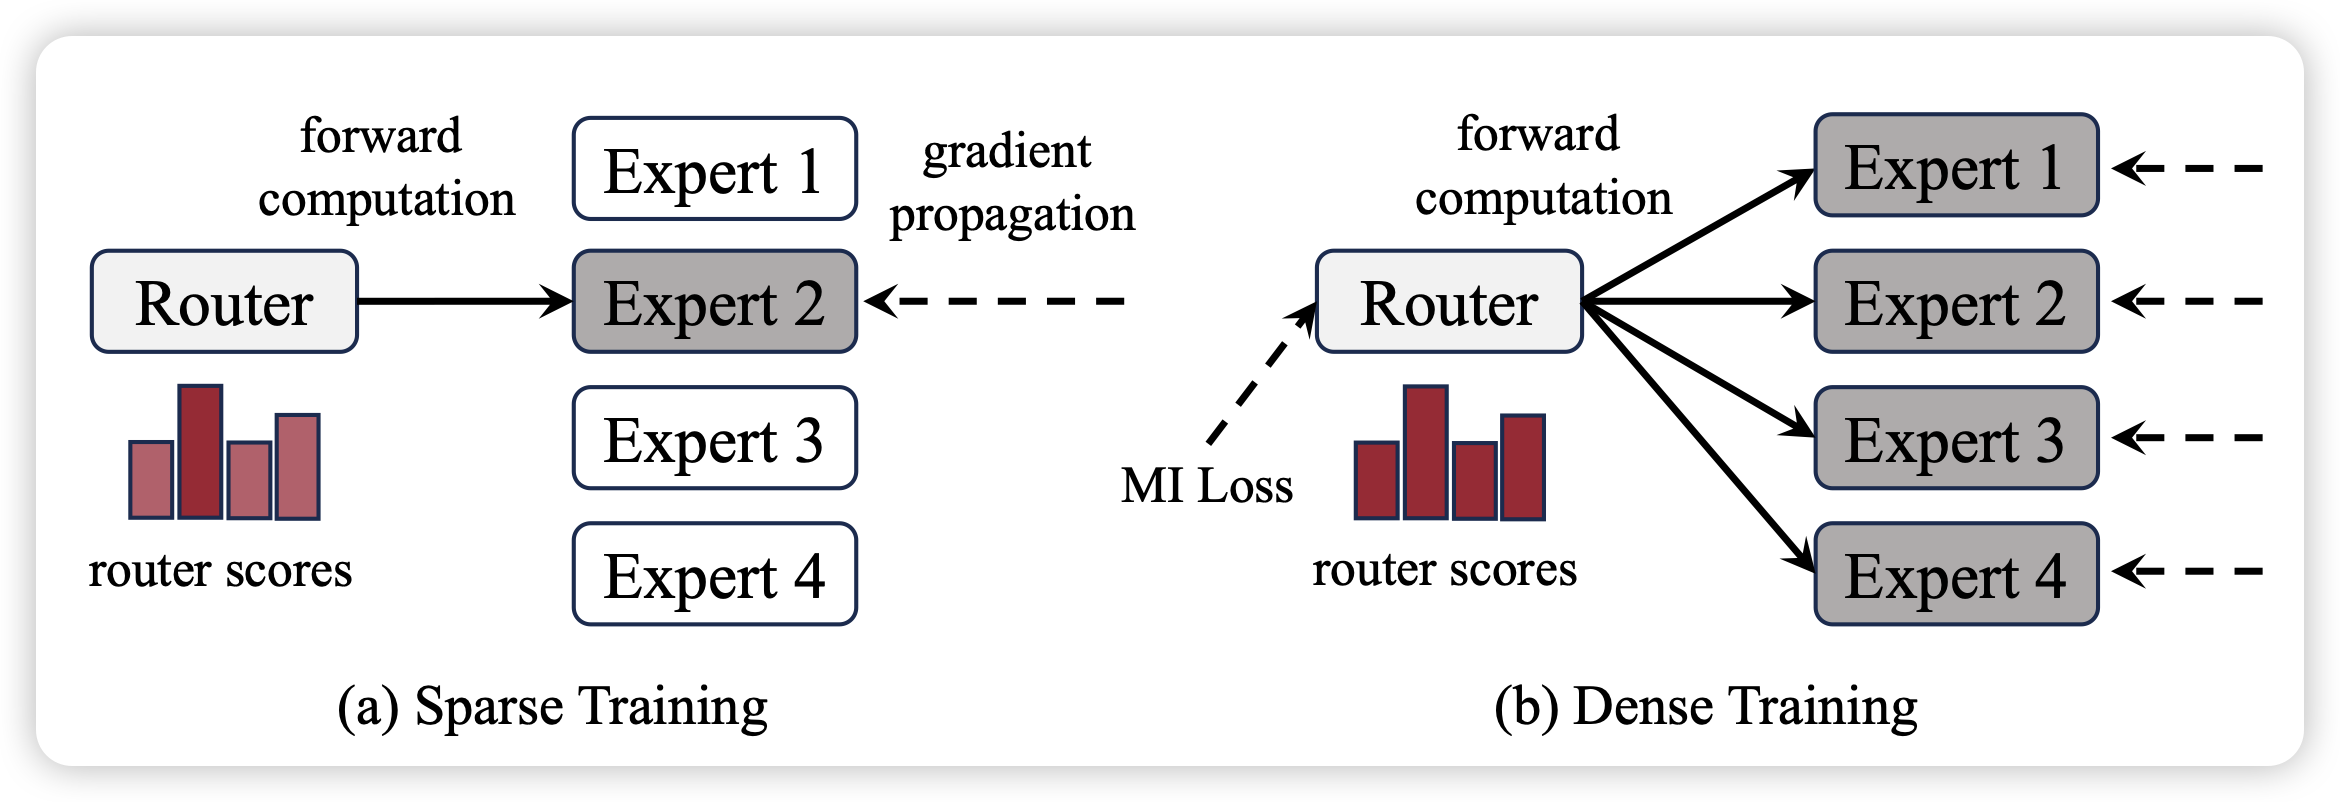 forward
computation
Expert 1
gradient
propagation
Router
Expert 2
router scores
Expert 3
Expert 4
(a) Sparse Training
forward
computation
Expert 1
Router
Expert 2
MI Loss
router scores
Expert 3
Expert 4
(b) Dense Training